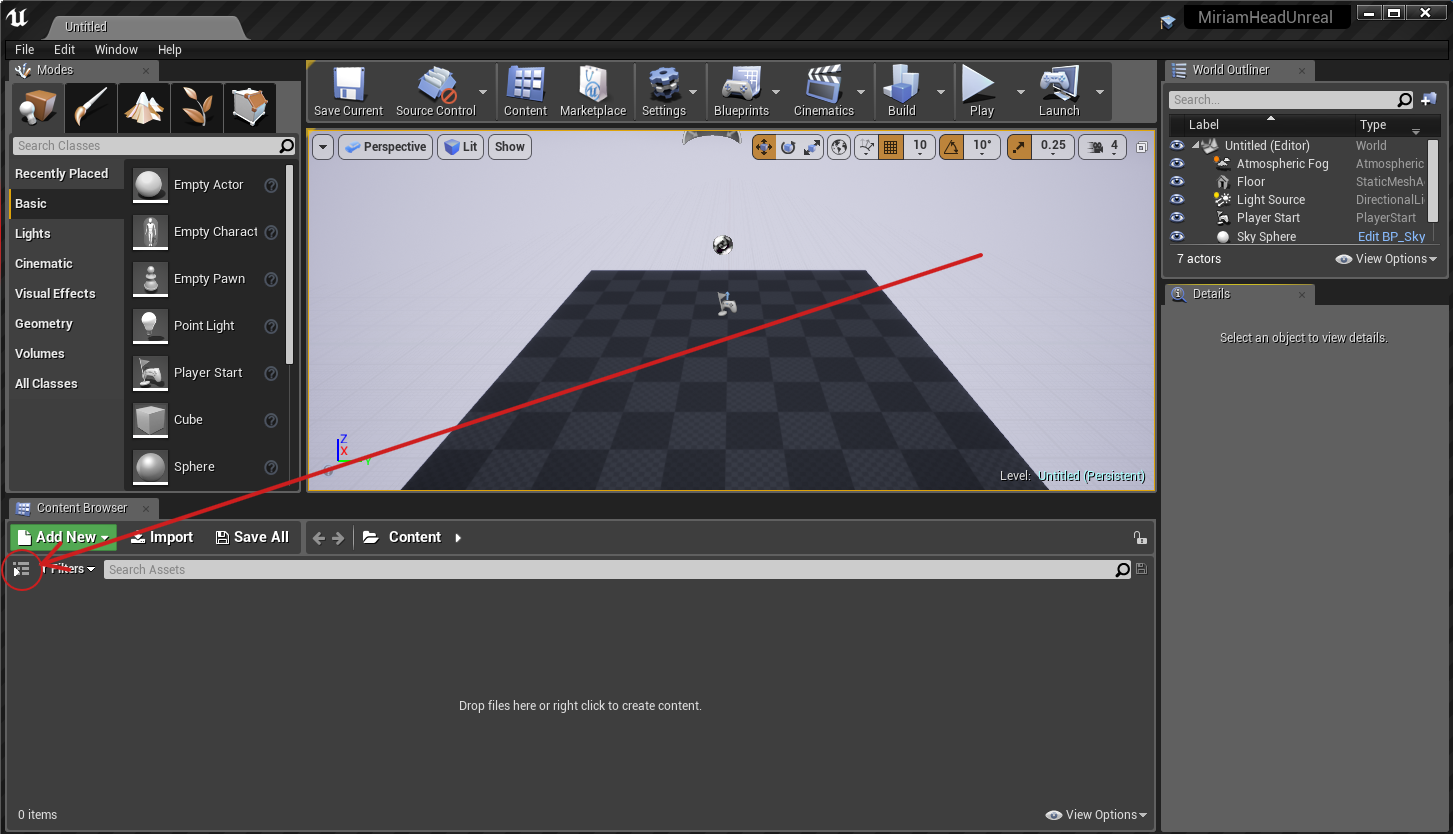 Untitled
MiriamHeadUnreal
File Edit Window Help
Modes
Search Classes
Recently Placed
Basic
Lights
Cinematic
Visual Effects
Geometry
Volumes
All Classes
Empty Actor
Empty Charact
Empty Pawn
Point Light
Player Start
Cube
Sphere
Save Current Source Control Content Marketplace Settings Blueprints Cinematics Build Play Launch
Perspective Lit Show 10 10° 0.25 4
Z
X
Y
Level: Untitled (Persistent)
World Outliner
Search...
Label Type
Untitled (Editor) World
Atmospheric Fog Atmospheric
Floor StaticMeshA
Light Source DirectionalLi
Player Start PlayerStart
Sky Sphere Edit BP_Sky
7 actors View Options
Details
Select an object to view details.
Content Browser
Add New Import Save All Content
Filters Search Assets
Drop files here or right click to create content.
0 items View Options